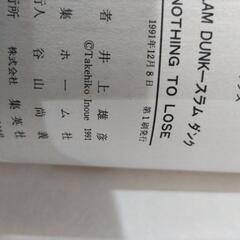 LAM DUNK—スラムダンク
NOTHING TO LOSE
1991年12月8日 第1刷発行
者 井上雄彦
©Takehiko Inoue 1991
集 ホーム社
行人 谷山尚義
行所 株式会社 集英社